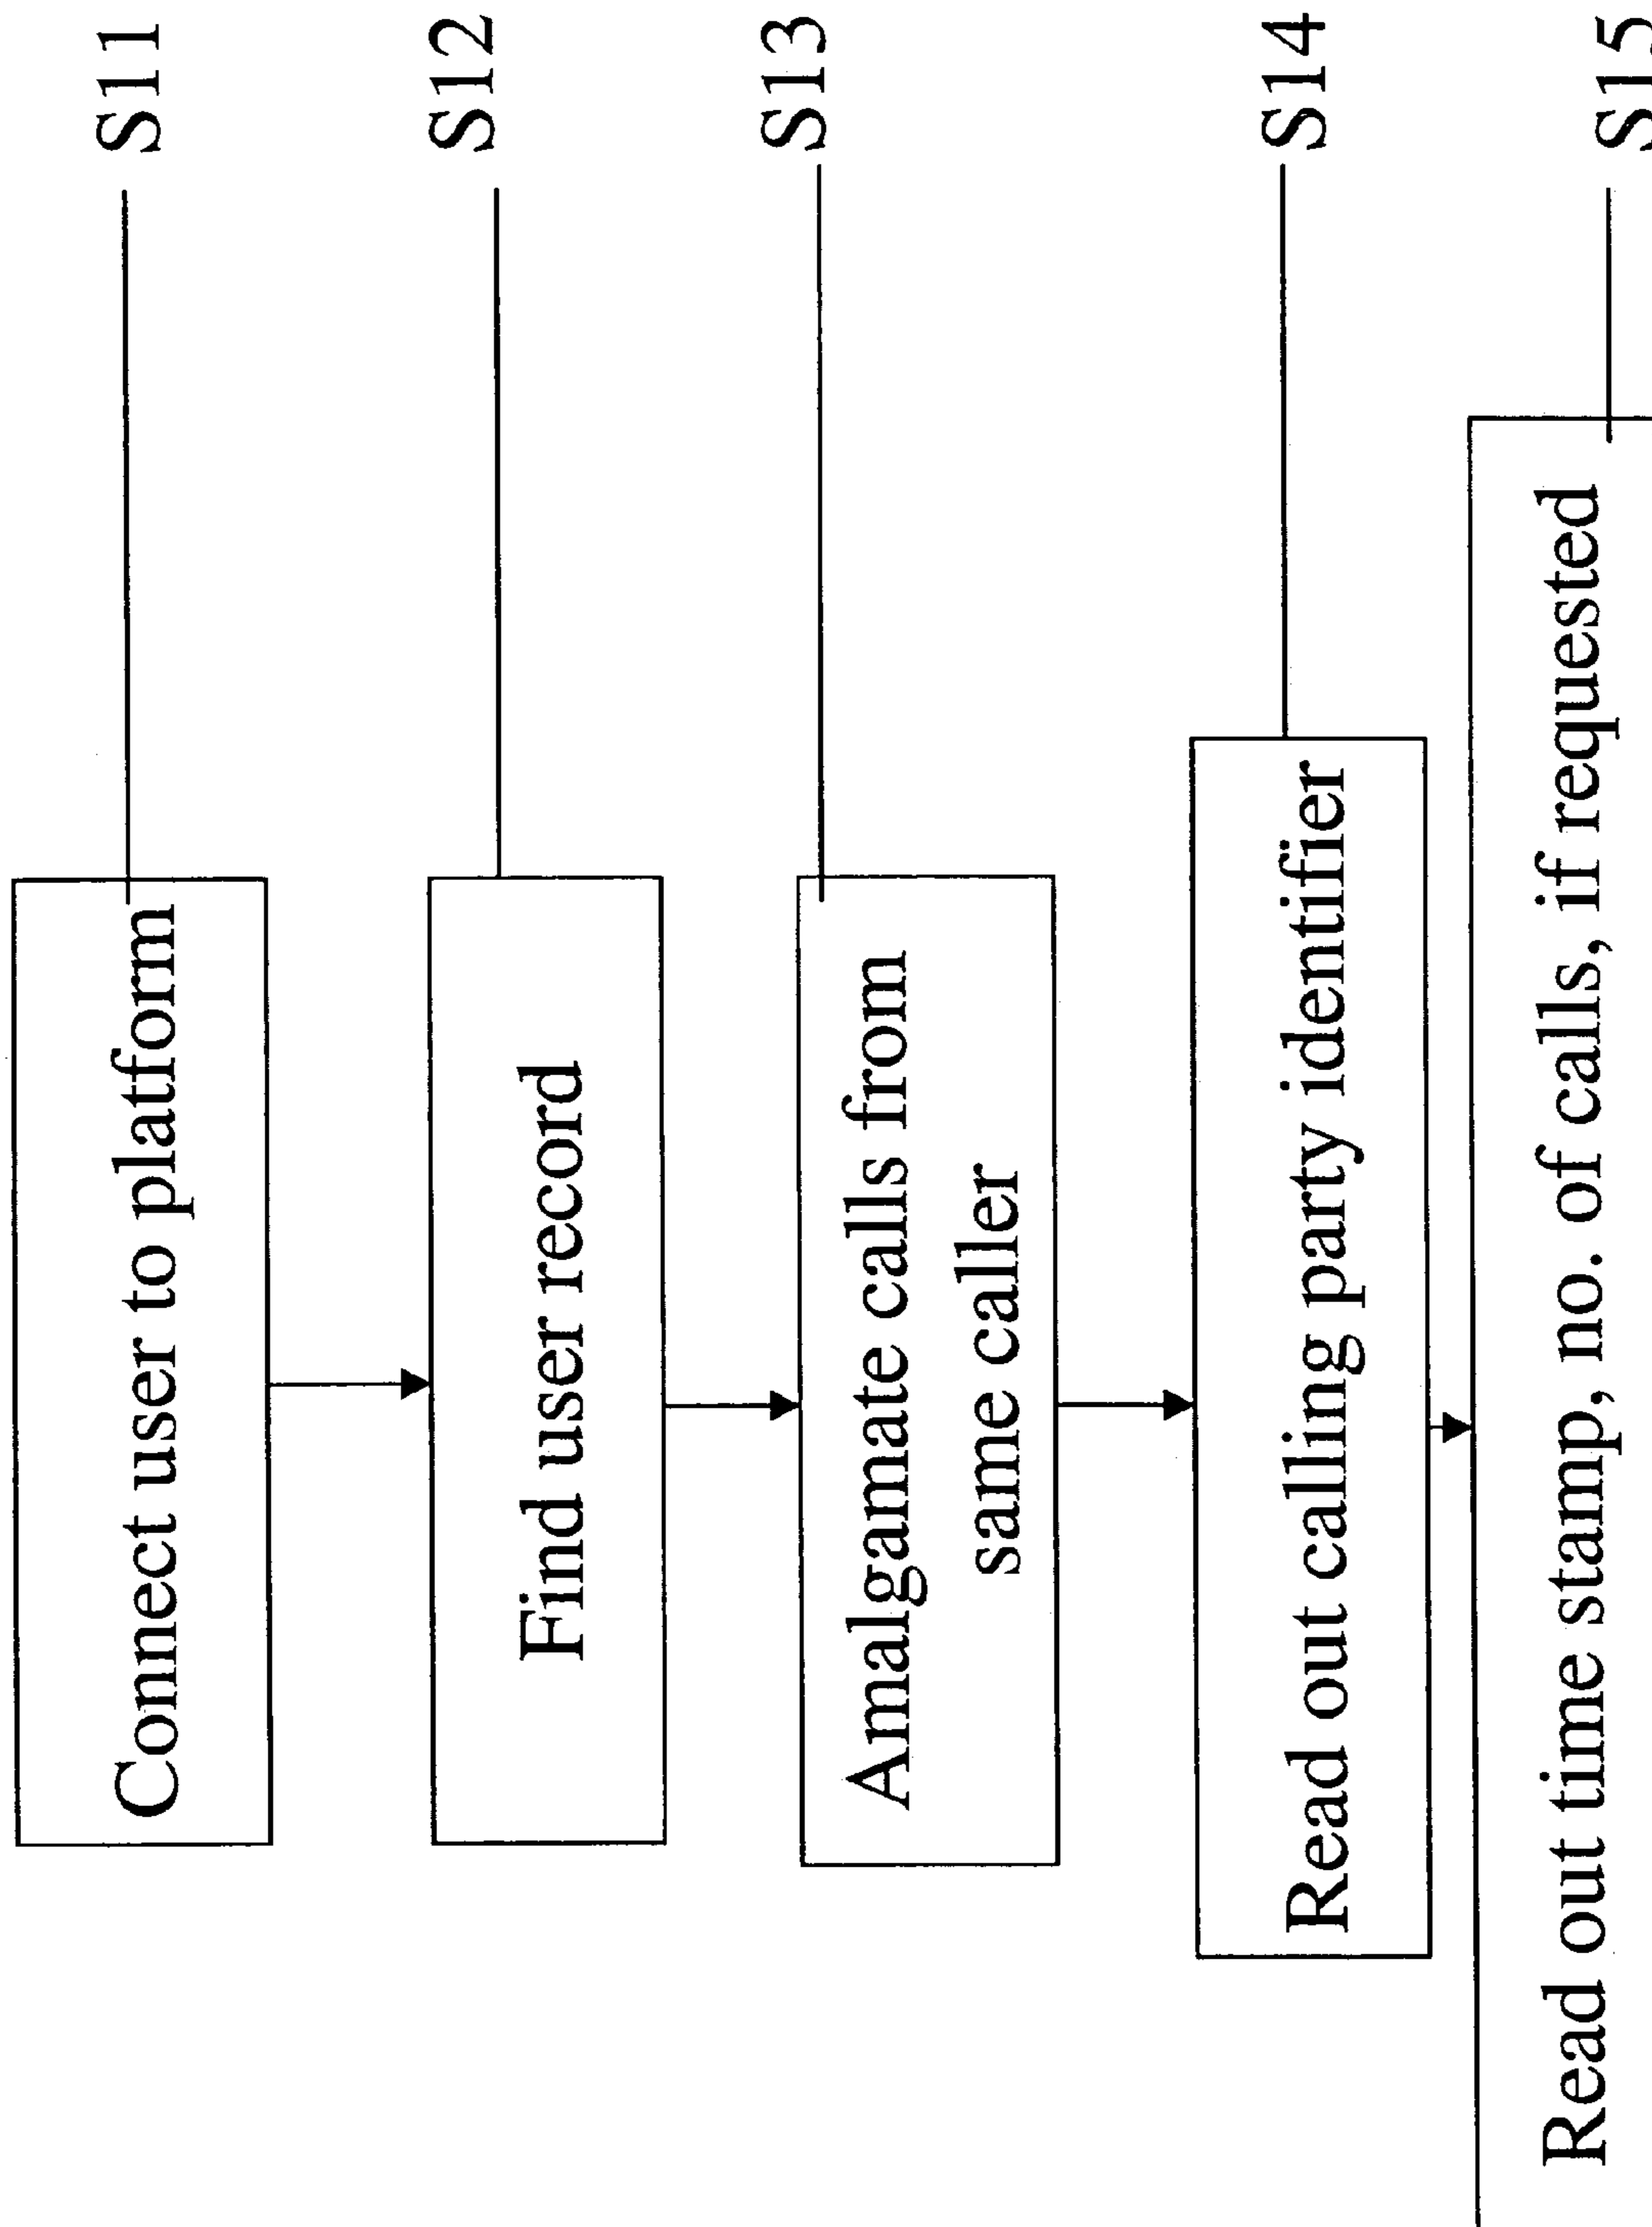 Connect user to platform
S11
Find user record
S12
Amalgamate calls from
same caller
S13
Read out calling party identifier
S14
Read out time stamp, no. of calls, if requested
S15